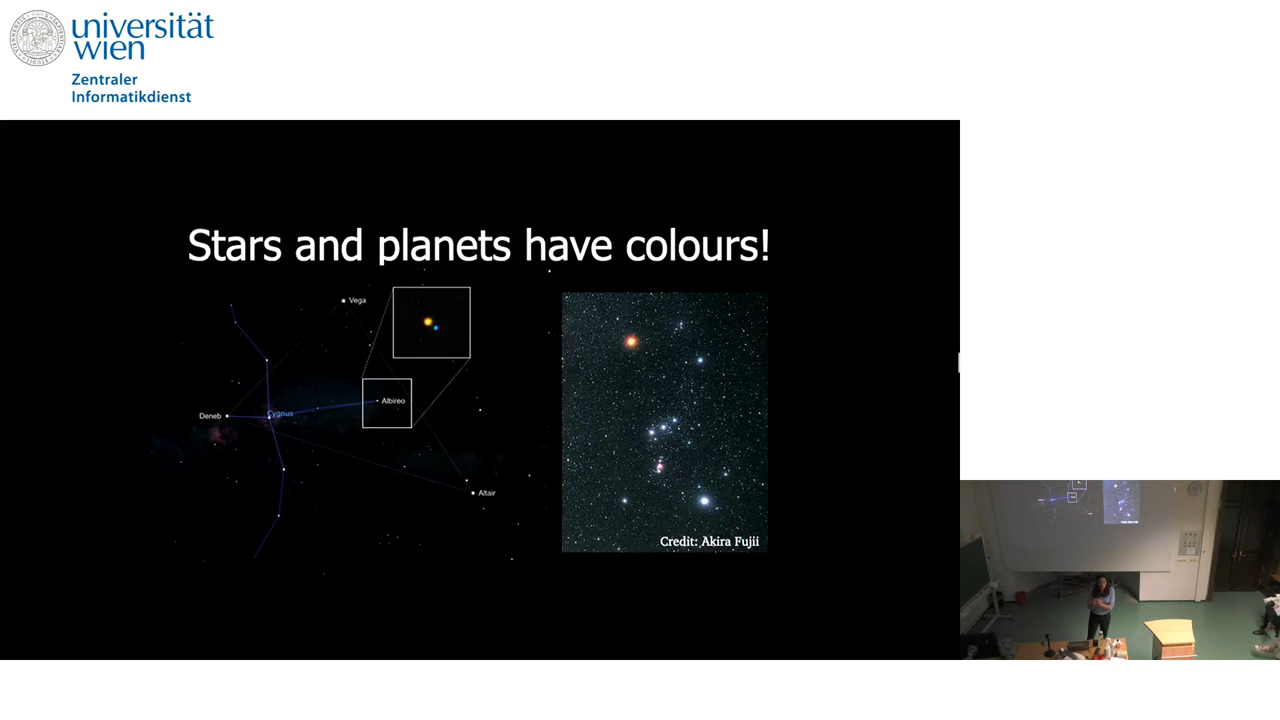 universität
wien
Zentraler
Informatikdienst
Stars and planets have colours!
Vega
Albireo
Deneb
Cygnus
Altair
Credit: Akira Fujii